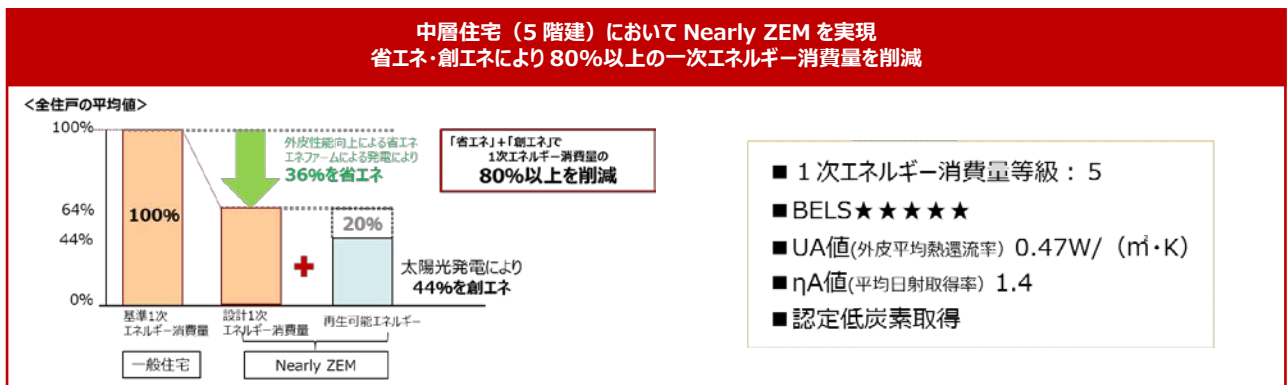 中層住宅（5 階建）において Nearly ZEM を実現
省エネ・創エネにより 80％以上の一次エネルギー消費量を削減
＜全住戸の平均値＞
100%
64%
44%
0%
100%
外皮性能向上による省エネ
エネファームによる発電により
36%を省エネ
20%
「省エネ」+「創エネ」で
1次エネルギー消費量の
80%以上を削減
太陽光発電により
44%を創エネ
基準1次
エネルギー消費量
設計1次
エネルギー消費量
再生可能エネルギー
一般住宅
Nearly ZEM
■ 1 次エネルギー消費量等級： 5
■ BELS★★★★★
■ UA値(外皮平均熱還流率) 0.47W/（㎡・K）
■ ηA値(平均日射取得率) 1.4
■ 認定低炭素取得